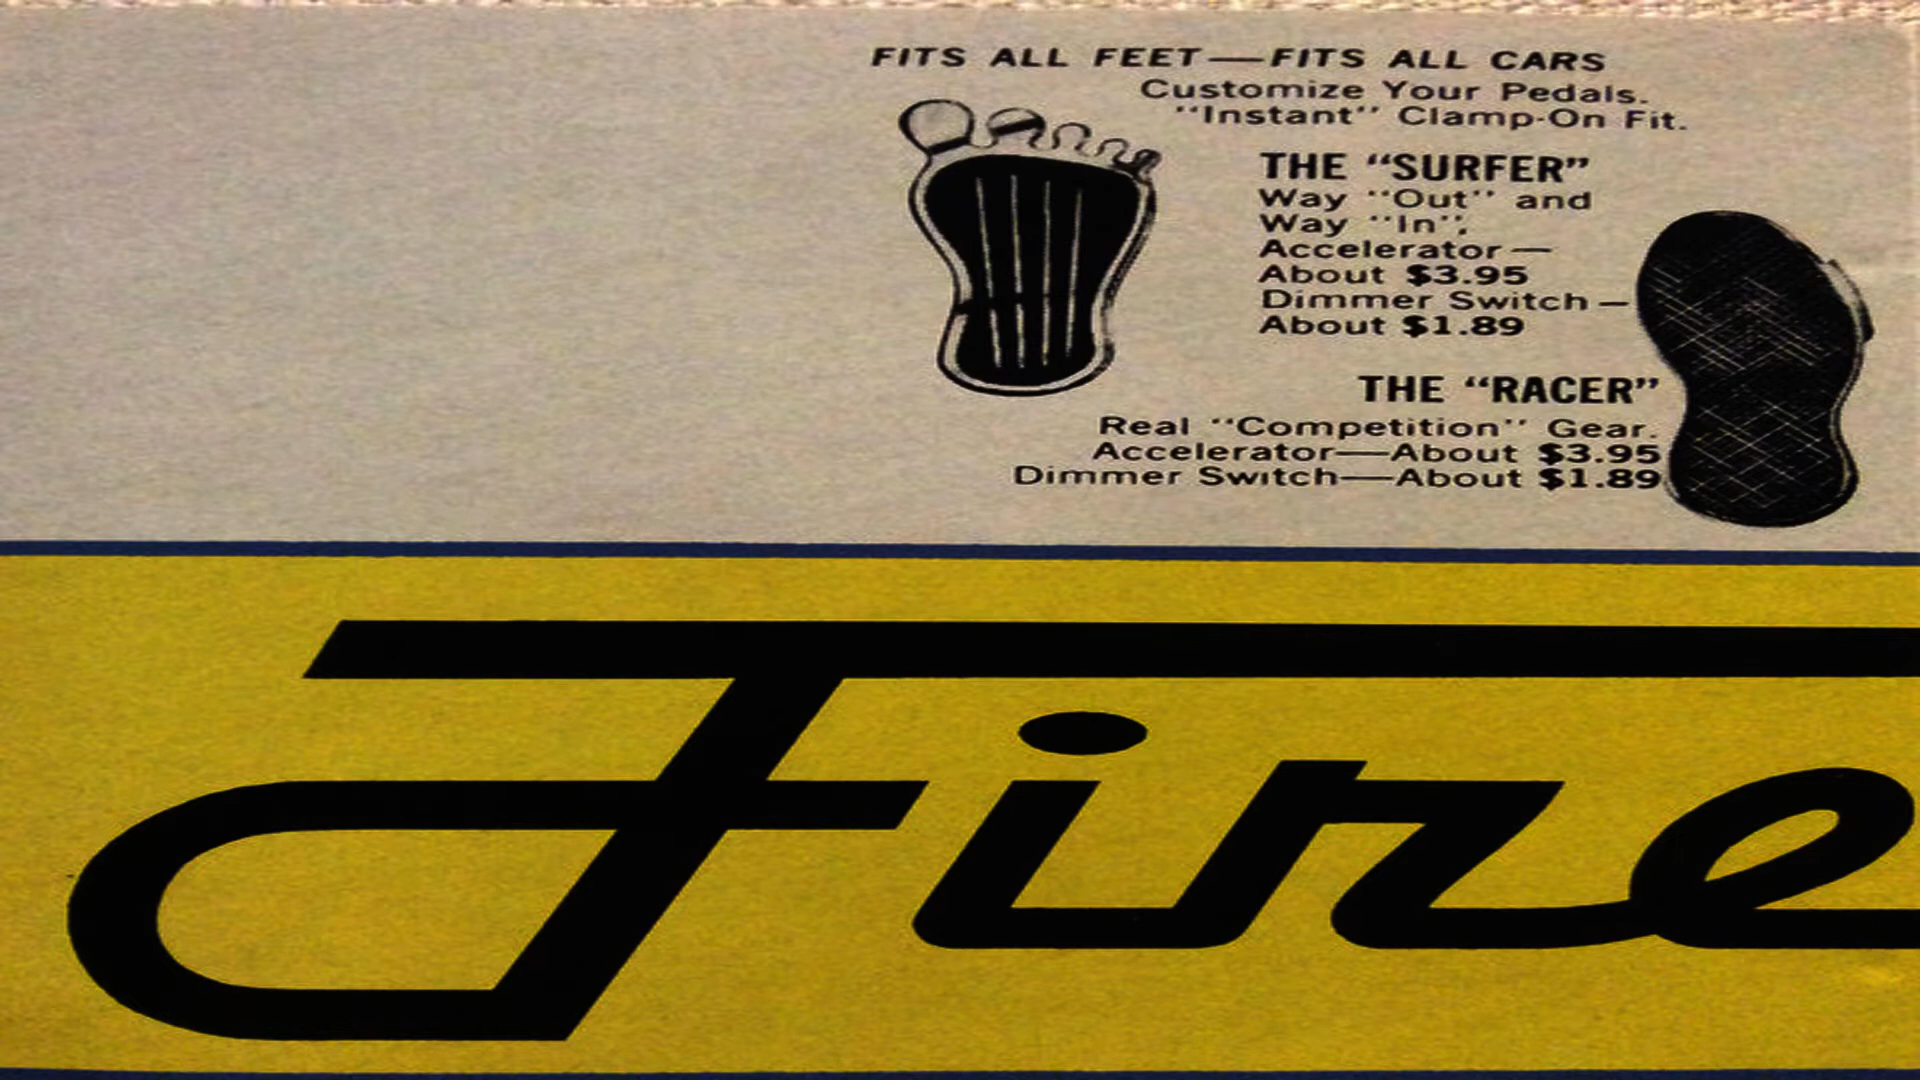 FITS ALL FEET—FITS ALL CARS
Customize Your Pedals.
"Instant" Clamp-On Fit.
THE “SURFER”
Way "Out" and
Way "In",
Accelerator—
About $3.95
Dimmer Switch—
About $1.89
THE “RACER”
Real "Competition" Gear.
Accelerator—About $3.95
Dimmer Switch—About $1.89
Fire